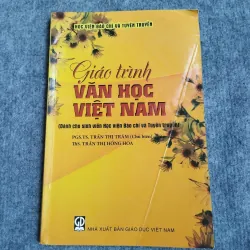 HỌC VIỆN BÁO CHÍ VÀ TUYÊN TRUYỀN
Giáo trình
VĂN HỌC
VIỆT NAM
(Dành cho sinh viên Học viện Báo chí và Tuyên truyền)
PGS.TS. TRẦN THỊ TRÂM (Chủ biên)
ThS. TRẦN THỊ HỒNG HOA
NHÀ XUẤT BẢN GIÁO DỤC VIỆT NAM